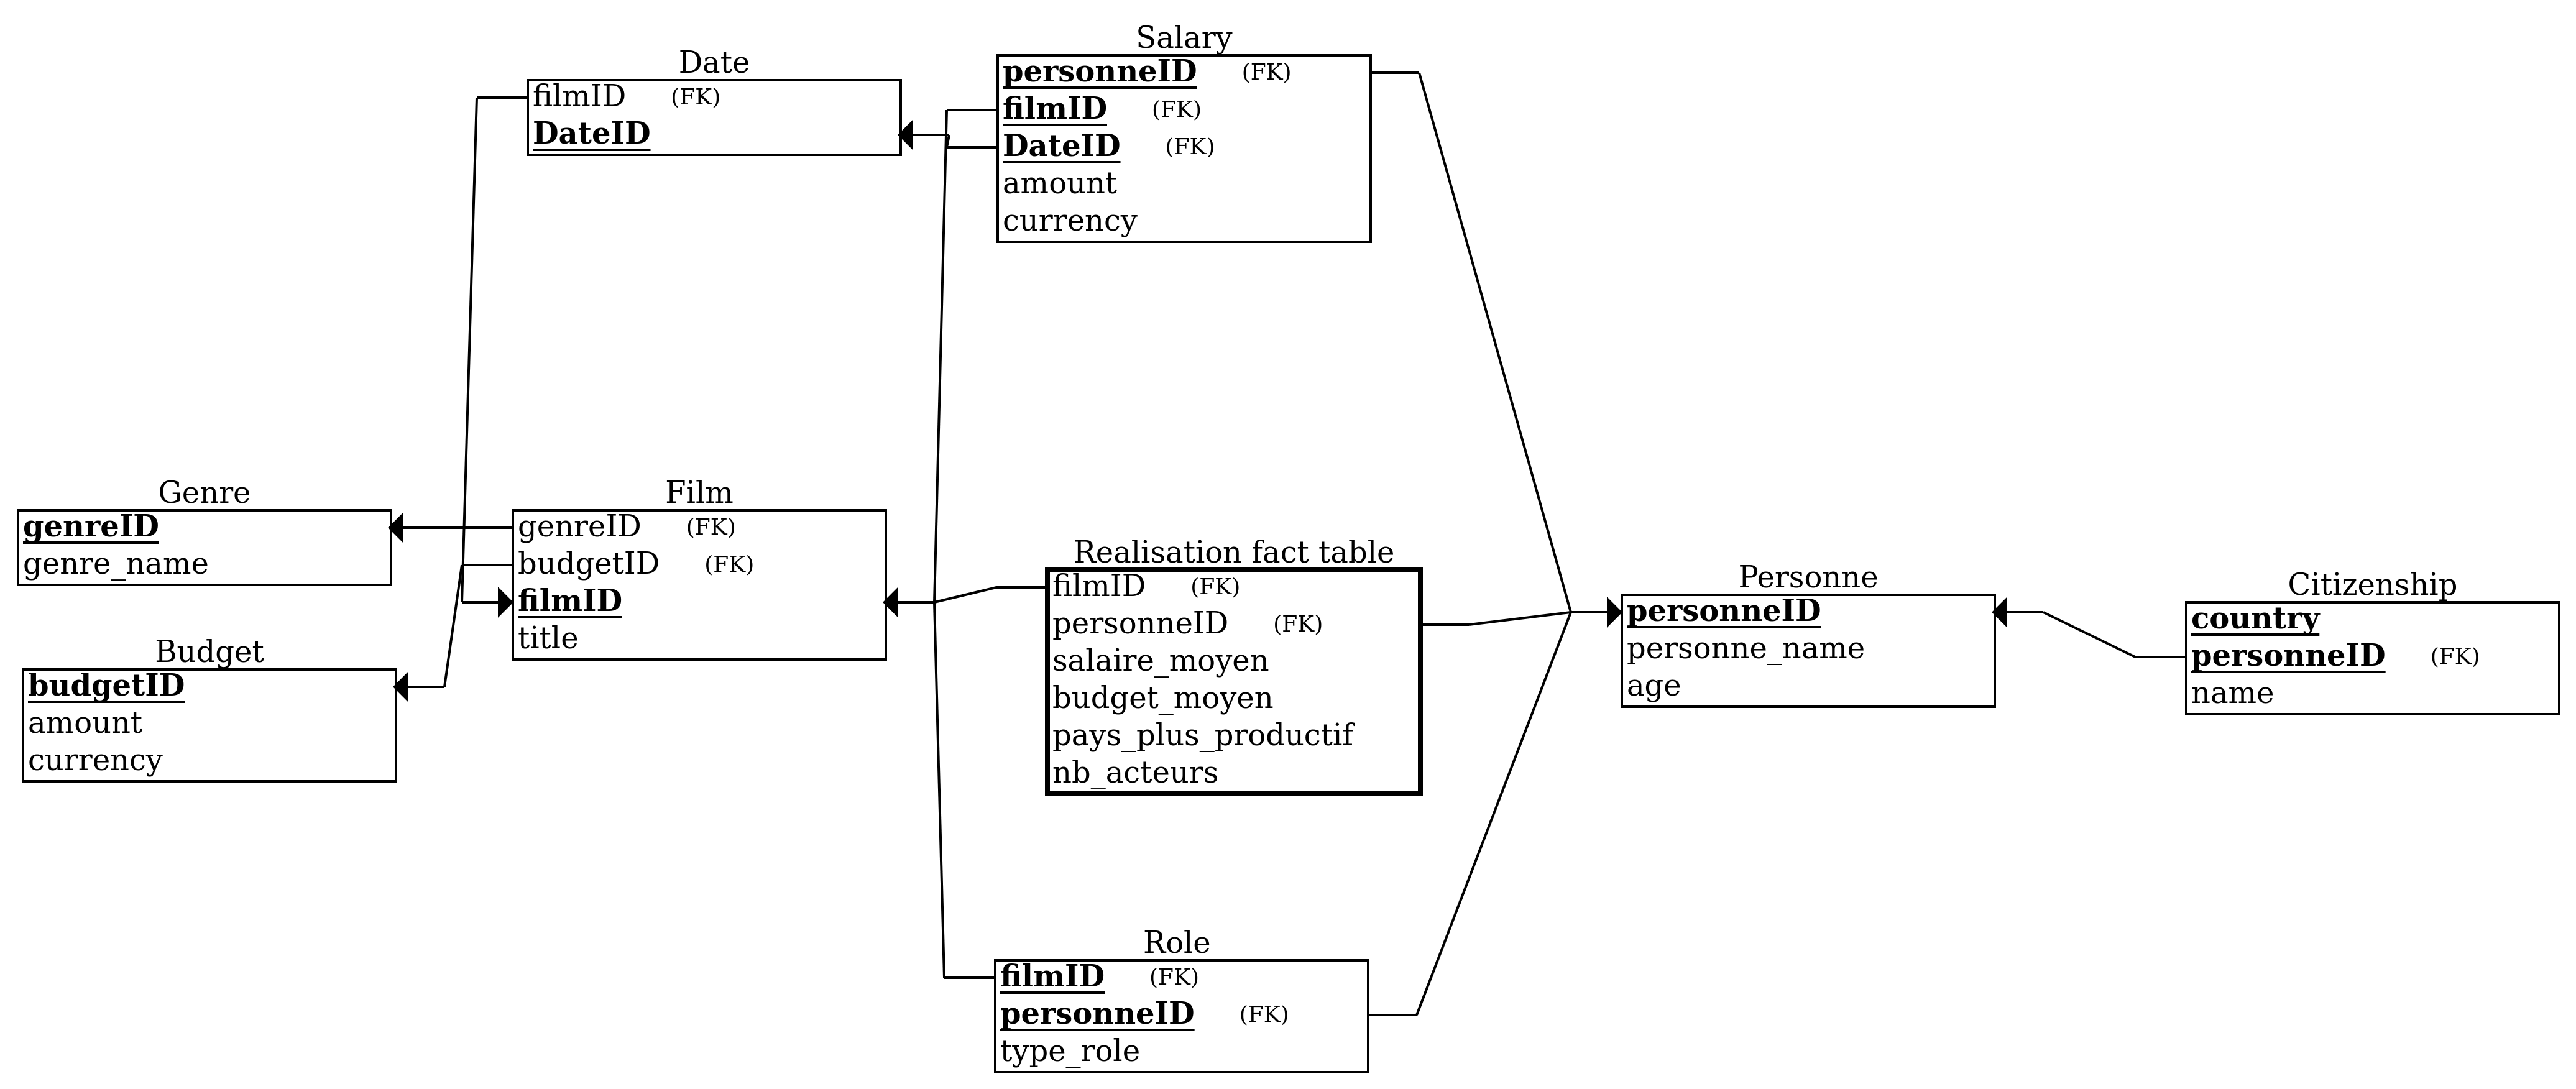 Date
filmID (FK)
DateID
Salary
personneID (FK)
filmID (FK)
DateID (FK)
amount
currency
Genre
genreID
genre_name
Film
genreID (FK)
budgetID (FK)
filmID
title
Budget
budgetID
amount
currency
Realisation fact table
filmID (FK)
personneID (FK)
salaire_moyen
budget_moyen
pays_plus_productif
nb_acteurs
Personne
personneID
personne_name
age
Citizenship
country
personneID (FK)
name
Role
filmID (FK)
personneID (FK)
type_role